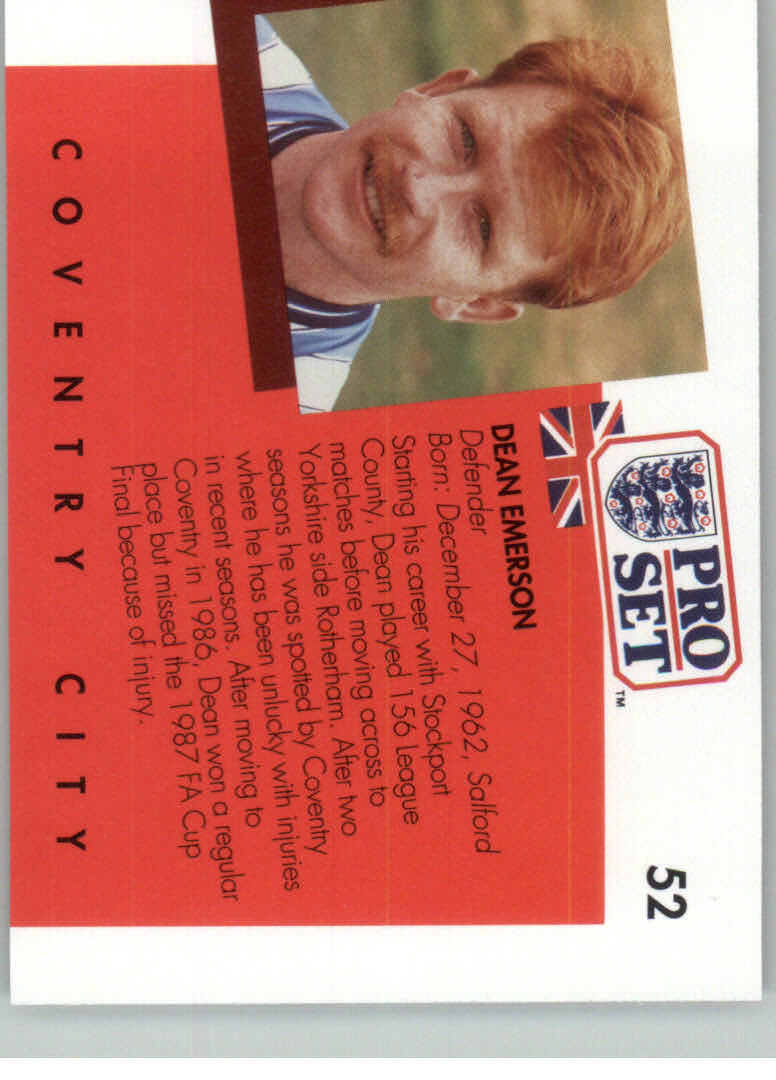 PRO
SET
™
52
DEAN EMERSON
Defender
Born: December 27, 1962, Salford
Starting his career with Stockport
County, Dean played 156 League
matches before moving across to
Yorkshire side Rotherham. After two
seasons he was spotted by Coventry
where he has been unlucky with injuries
in recent seasons. After moving to
Coventry in 1986, Dean won a regular
place but missed the 1987 FA Cup
Final because of injury.
COVENTRY CITY